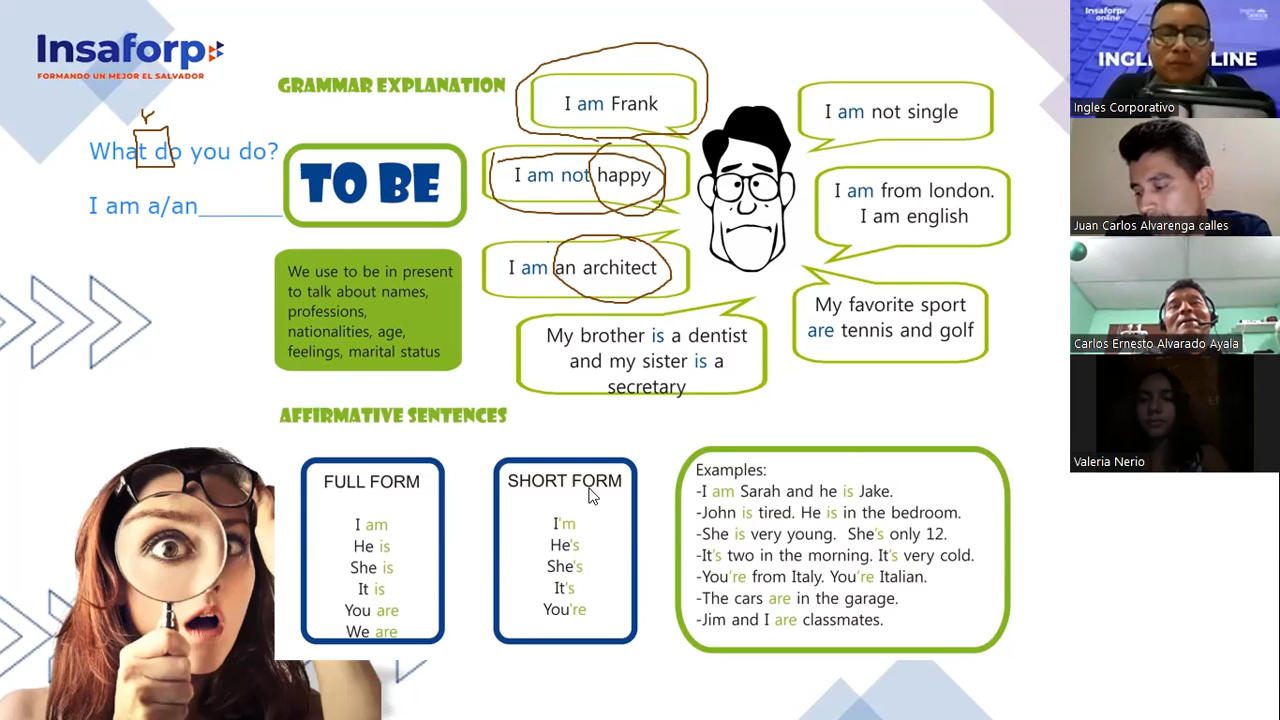 Insaforp
FORMANDO UN MEJOR EL SALVADOR
GRAMMAR EXPLANATION
Y
What do you do?
I am a/an_______
TO BE
We use to be in present
to talk about names,
professions,
nationalities, age,
feelings, marital status
I am Frank
I am not happy
I am an architect
My brother is a dentist
and my sister is a
secretary
I am not single
I am from london.
I am english
My favorite sport
are tennis and golf
AFFIRMATIVE SENTENCES
FULL FORM
I am
He is
She is
It is
You are
We are
SHORT FORM
I'm
He's
She's
It's
You're
Examples:
-I am Sarah and he is Jake.
-John is tired. He is in the bedroom.
-She is very young. She's only 12.
-It's two in the morning. It's very cold.
-You're from Italy. You're Italian.
-The cars are in the garage.
-Jim and I are classmates.
Insaforp
online
Ingles Corporativo
Juan Carlos Alvarenga calles
Carlos Ernesto Alvarado Ayala
Valeria Nerio